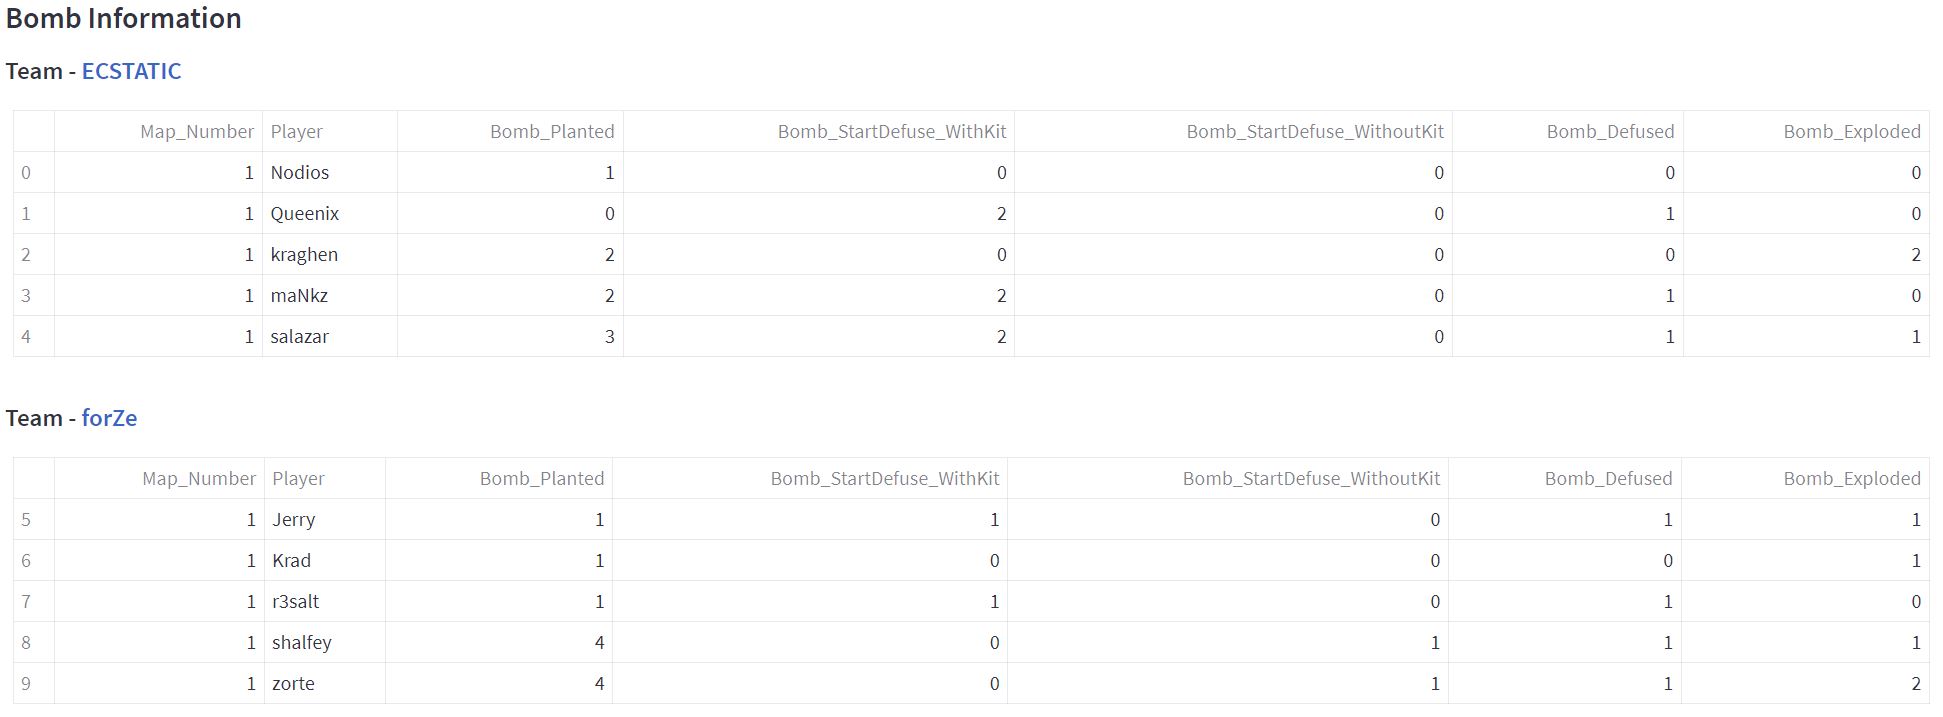 Bomb Information
Team - ECSTATIC
Map_Number Player Bomb_Planted Bomb_StartDefuse_WithKit Bomb_StartDefuse_WithoutKit Bomb_Defused Bomb_Exploded
0 1 Nodios 1 0 0 0 0
1 1 Queenix 0 2 0 1 0
2 1 kraghen 2 0 0 0 2
3 1 maNkz 2 2 0 1 0
4 1 salazar 3 2 0 1 1
Team - forZe
Map_Number Player Bomb_Planted Bomb_StartDefuse_WithKit Bomb_StartDefuse_WithoutKit Bomb_Defused Bomb_Exploded
5 1 Jerry 1 1 0 1 1
6 1 Krad 1 0 0 0 1
7 1 r3salt 1 1 0 1 0
8 1 shalfey 4 0 1 1 1
9 1 zorte 4 0 1 1 2